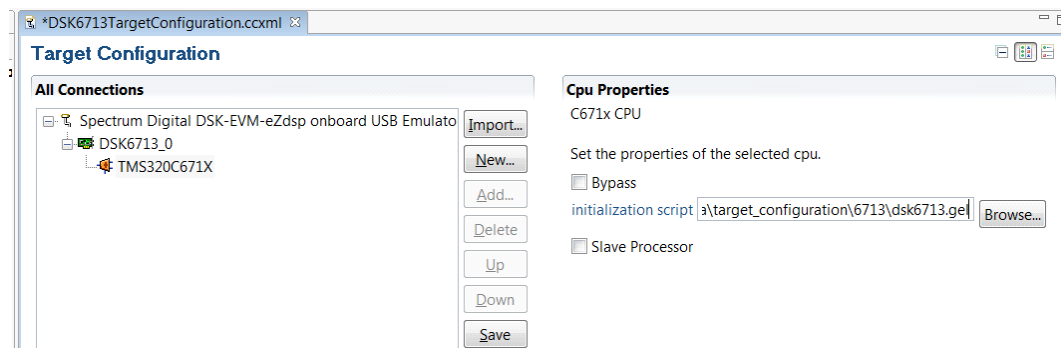 *DSK6713TargetConfiguration.ccxml
Target Configuration
All Connections
Spectrum Digital DSK-EVM-eZdsp onboard USB Emulato
DSK6713_0
TMS320C671X
Import...
New...
Add...
Delete
Up
Down
Save
Cpu Properties
C671x CPU
Set the properties of the selected cpu.
Bypass
initialization script a\target_configuration\6713\dsk6713.gel Browse...
Slave Processor